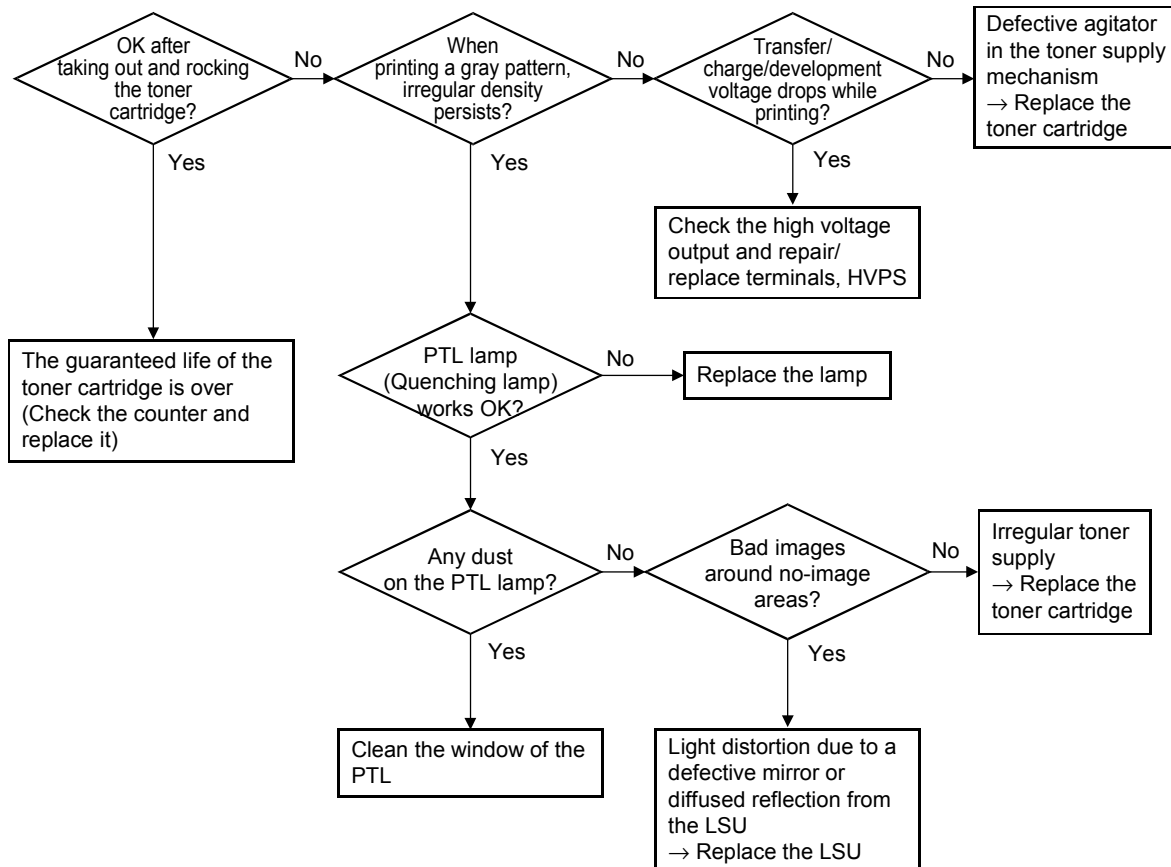 OK after
taking out and rocking
the toner
cartridge?
No
When
printing a gray pattern,
irregular density
persists?
No
Transfer/
charge/development
voltage drops while
printing?
No
Defective agitator
in the toner supply
mechanism
→ Replace the
toner cartridge
Yes
Yes
Yes
Check the high voltage
output and repair/
replace terminals, HVPS
The guaranteed life of the
toner cartridge is over
(Check the counter and
replace it)
PTL lamp
(Quenching lamp)
works OK?
No
Replace the lamp
Yes
Any dust
on the PTL lamp?
No
Bad images
around no-image
areas?
No
Irregular toner
supply
→ Replace the
toner cartridge
Yes
Yes
Clean the window of the
PTL
Light distortion due to a
defective mirror or
diffused reflection from
the LSU
→ Replace the LSU